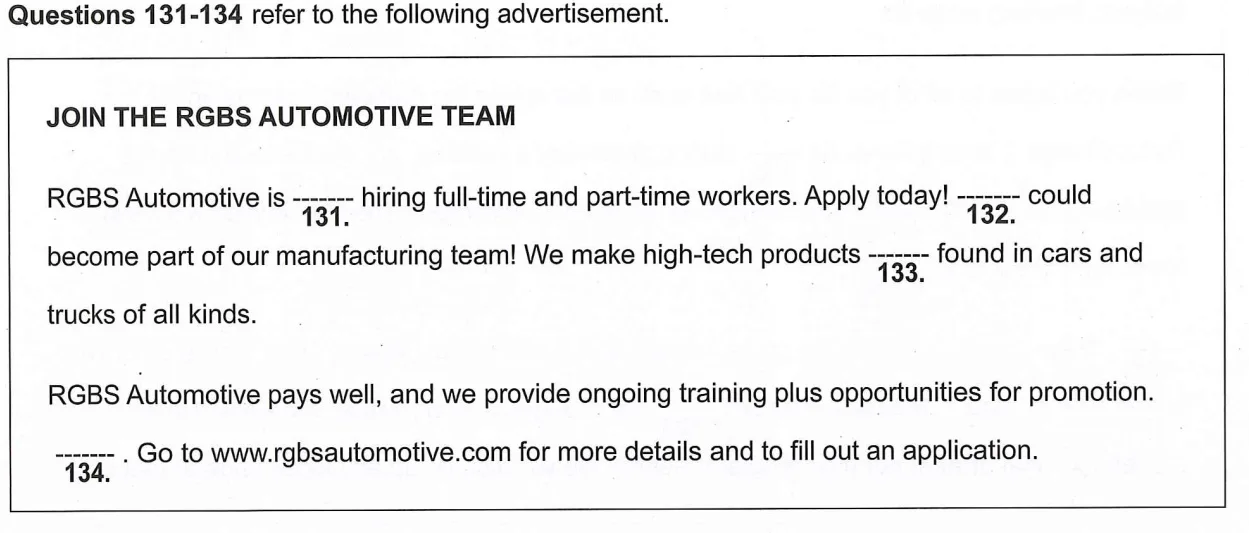 Questions 131-134 refer to the following advertisement.
JOIN THE RGBS AUTOMOTIVE TEAM
RGBS Automotive is ------- hiring full-time and part-time workers. Apply today! ------- could
131. 132.
become part of our manufacturing team! We make high-tech products ------- found in cars and
133.
trucks of all kinds.
RGBS Automotive pays well, and we provide ongoing training plus opportunities for promotion.
------- . Go to www.rgbsautomotive.com for more details and to fill out an application.
134.